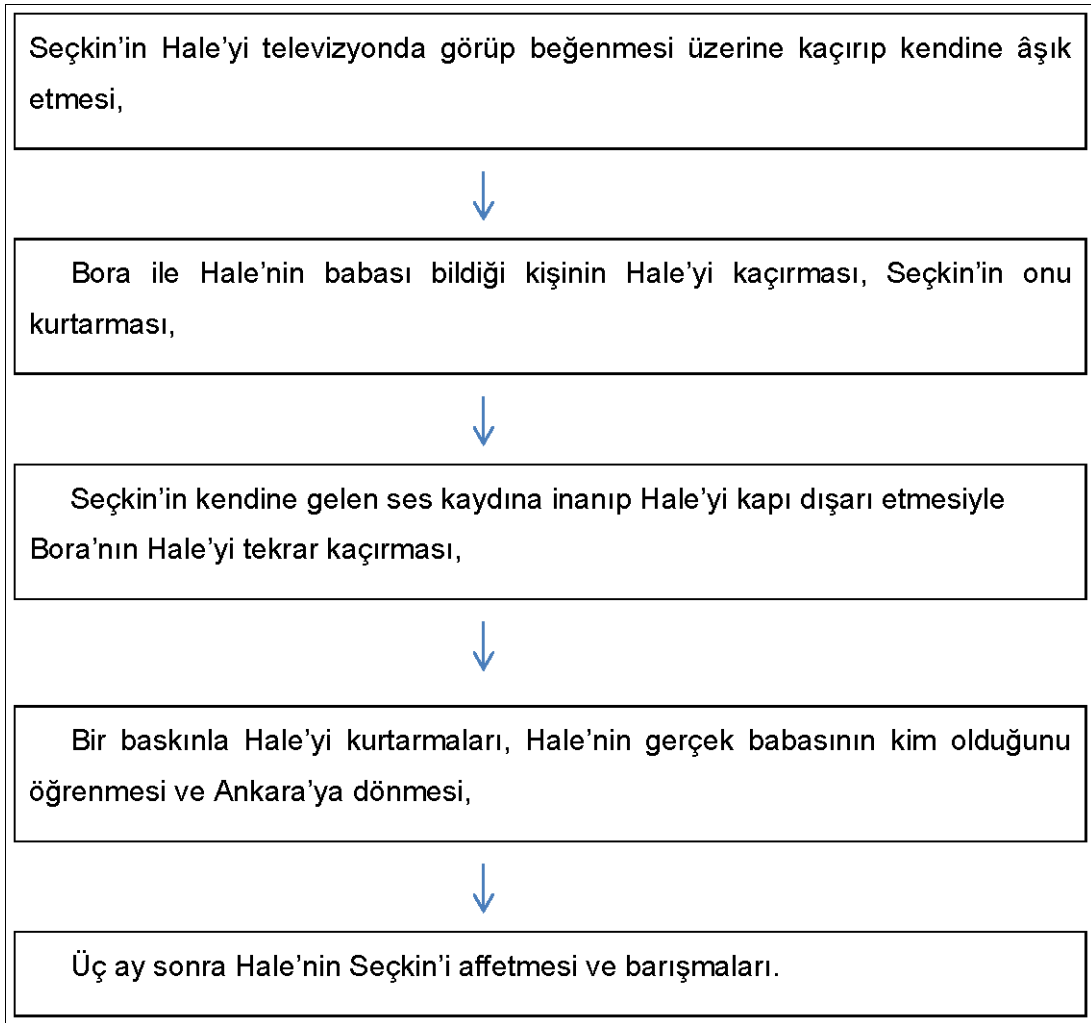 Seçkin’in Hale’yi televizyonda görüp beğenmesi üzerine kaçırıp kendine âşık
etmesi,
Bora ile Hale’nin babası bildiği kişinin Hale’yi kaçırması, Seçkin’in onu
kurtarması,
Seçkin’in kendine gelen ses kaydına inanıp Hale’yi kapı dışarı etmesiyle
Bora’nın Hale’yi tekrar kaçırması,
Bir baskınla Hale’yi kurtarmaları, Hale’nin gerçek babasının kim olduğunu
öğrenmesi ve Ankara’ya dönmesi,
Üç ay sonra Hale’nin Seçkin’i affetmesi ve barışmaları.